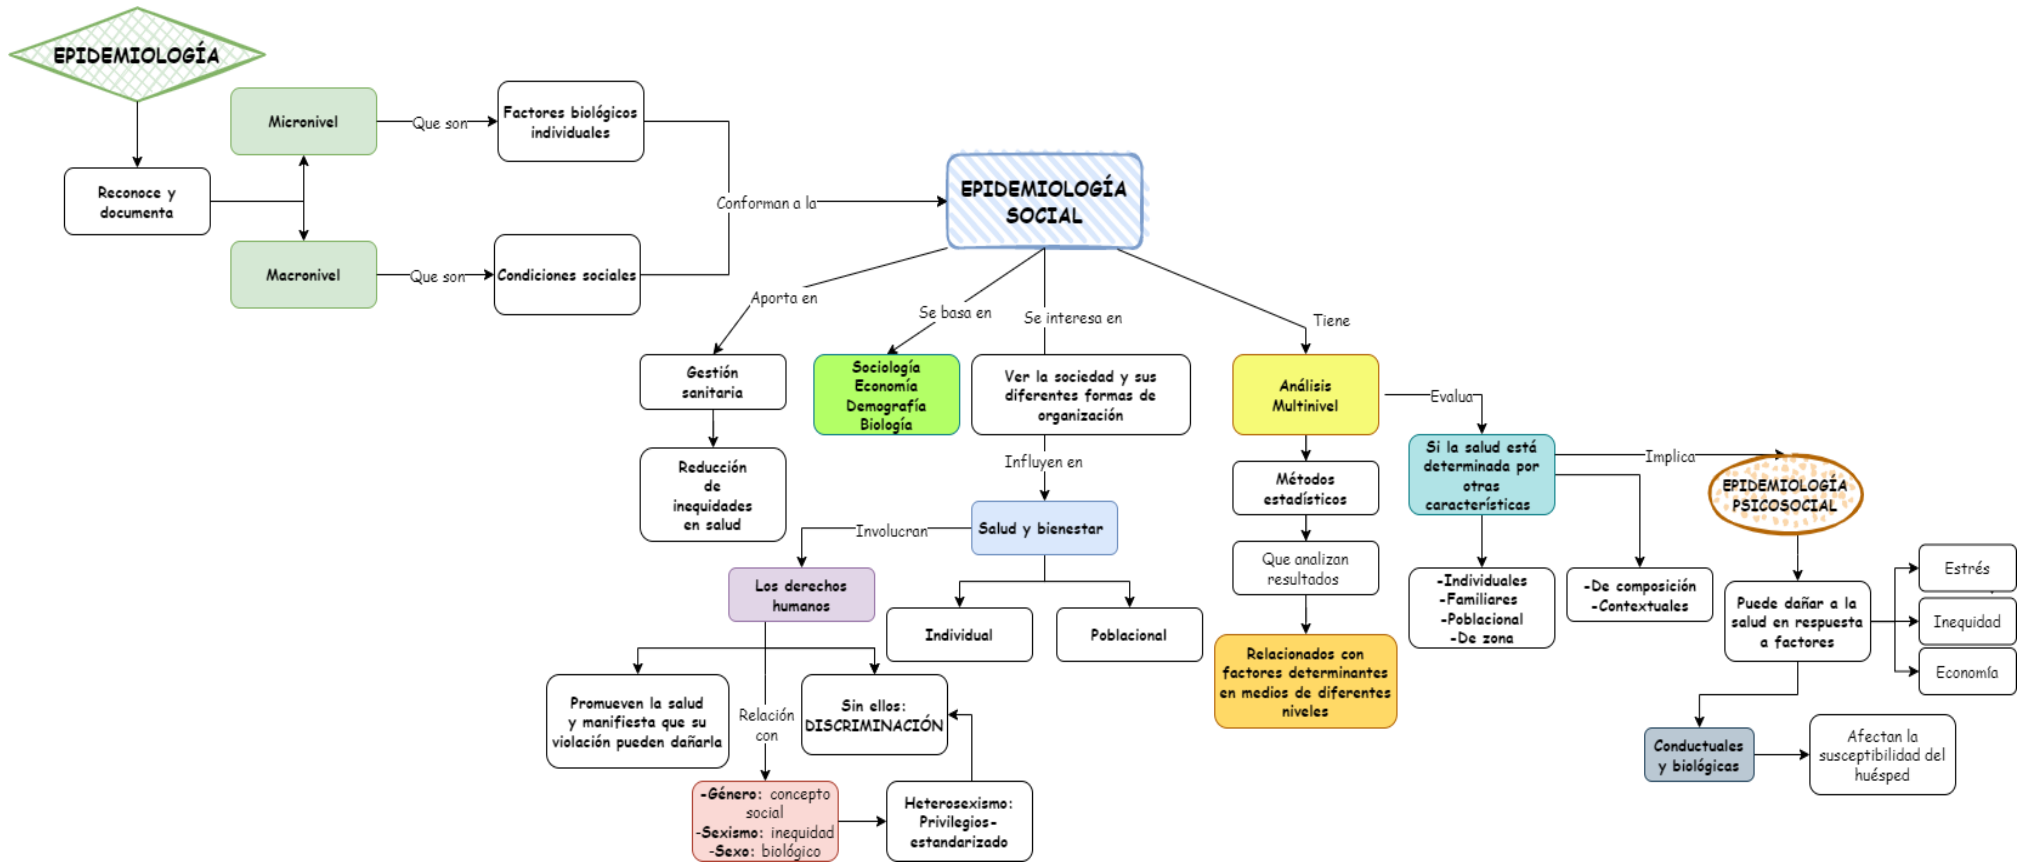 EPIDEMIOLOGÍA
Reconoce y
documenta
Micronivel
Que son
Factores biológicos
individuales
Macronivel
Que son
Condiciones sociales
Conforman a la
EPIDEMIOLOGÍA
SOCIAL
Aporta en
Gestión
sanitaria
Reducción
de
inequidades
en salud
Se basa en
Sociología
Economía
Demografía
Biología
Se interesa en
Ver la sociedad y sus
diferentes formas de
organización
Influyen en
Salud y bienestar
Individual
Poblacional
Involucran
Los derechos
humanos
Promueven la salud
y manifiesta que su
violación pueden dañarla
Relación
con
Sin ellos:
DISCRIMINACIÓN
-Género: concepto
social
-Sexismo: inequidad
-Sexo: biológico
Heterosexismo:
Privilegios-
estandarizado
Tiene
Análisis
Multinivel
Métodos
estadísticos
Que analizan
resultados
Relacionados con
factores determinantes
en medios de diferentes
niveles
Evalua
Si la salud está
determinada por
otras
características
-Individuales
-Familiares
-Poblacional
-De zona
-De composición
-Contextuales
Implica
EPIDEMIOLOGÍA
PSICOSOCIAL
Puede dañar a la
salud en respuesta
a factores
Estrés
Inequidad
Economía
Conductuales
y biológicas
Afectan la
susceptibilidad del
huésped